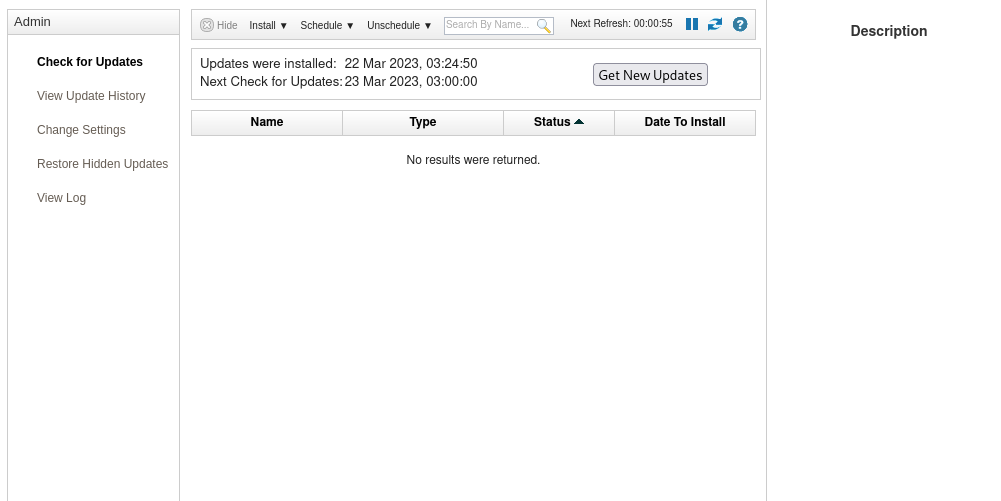 Admin
Check for Updates
View Update History
Change Settings
Restore Hidden Updates
View Log
Hide Install ▼ Schedule ▼ Unschedule ▼ Search By Name... Next Refresh: 00:00:55 ?
Updates were installed: 22 Mar 2023, 03:24:50
Next Check for Updates: 23 Mar 2023, 03:00:00
Get New Updates
Name Type Status Date To Install
No results were returned.
Description